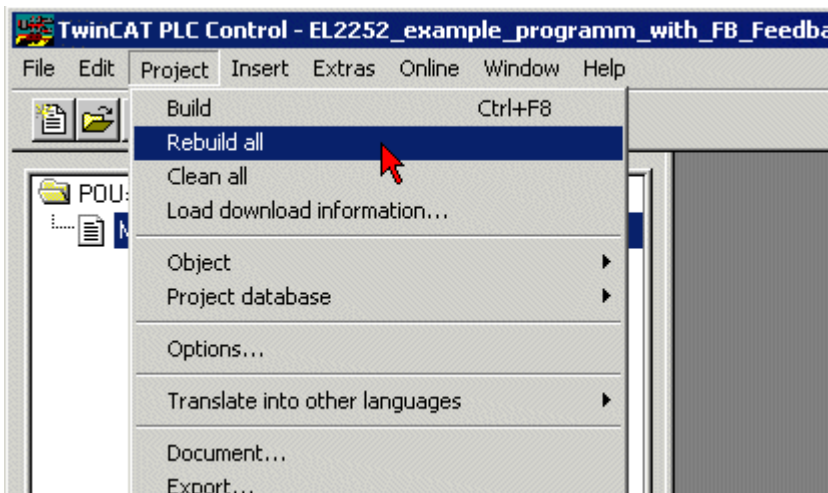 TwinCAT PLC Control - EL2252_example_programm_with_FB_Feedba
File Edit Project Insert Extras Online Window Help
Build Ctrl+F8
Rebuild all
Clean all
POU
Load download information...
Object
Project database
Options...
Translate into other languages
Document...
Export...